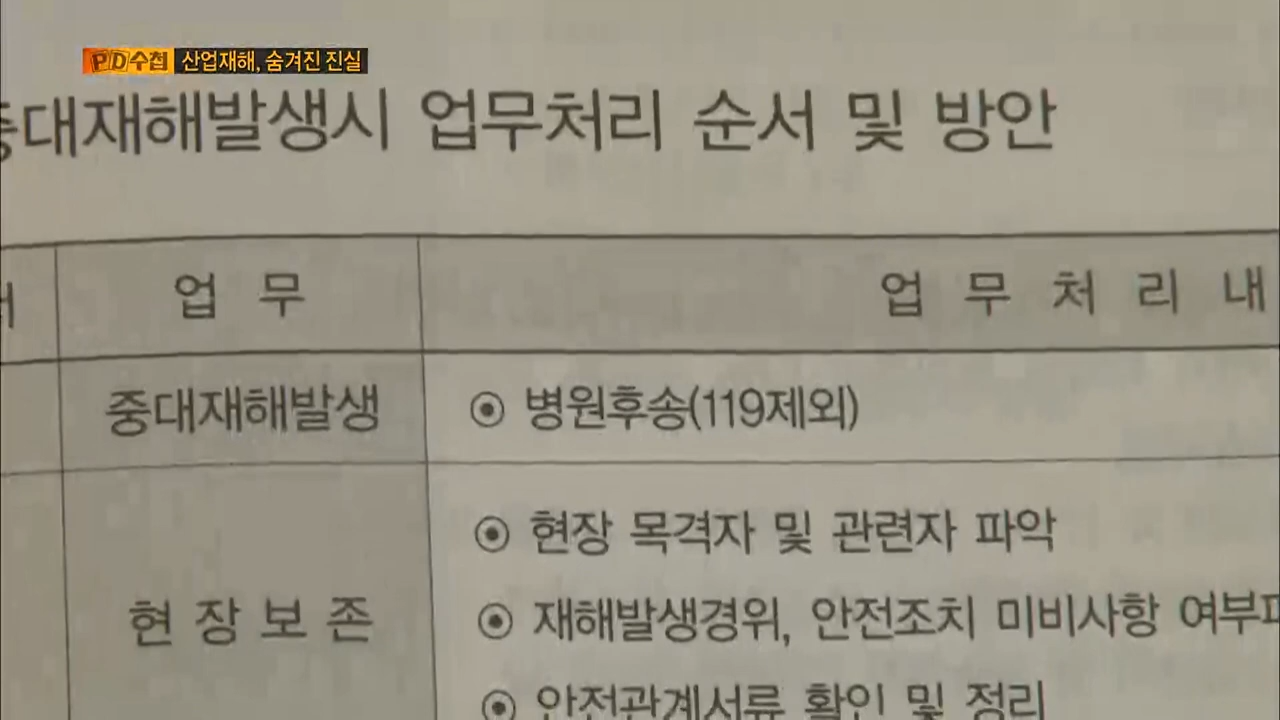 PD수첩 산업재해, 숨겨진 진실
중대재해발생시 업무처리 순서 및 방안
업 무 업 무 처 리 내
중대재해발생 ⊙ 병원후송(119제외)
⊙ 현장 목격자 및 관련자 파악
현 장 보 존 ⊙ 재해발생경위, 안전조치 미비사항 여부파
⊙ 안전관계서류 확인 및 정리